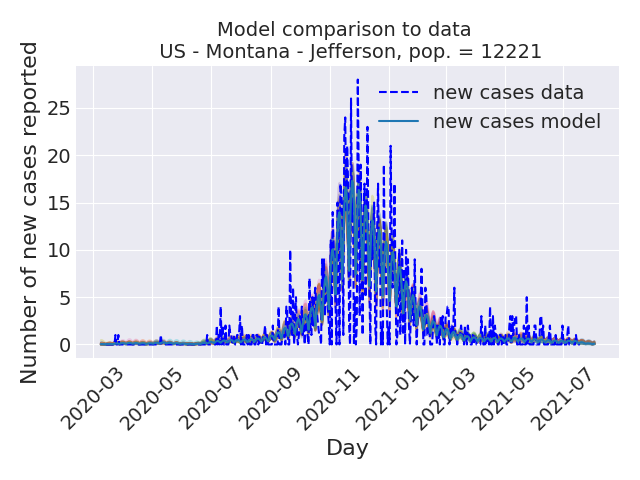 Model comparison to data
US - Montana - Jefferson, pop. = 12221
Number of new cases reported
25
20
15
10
5
0
new cases data
new cases model
2020-03
2020-05
2020-07
2020-09
2020-11
2021-01
2021-03
2021-05
2021-07
Day